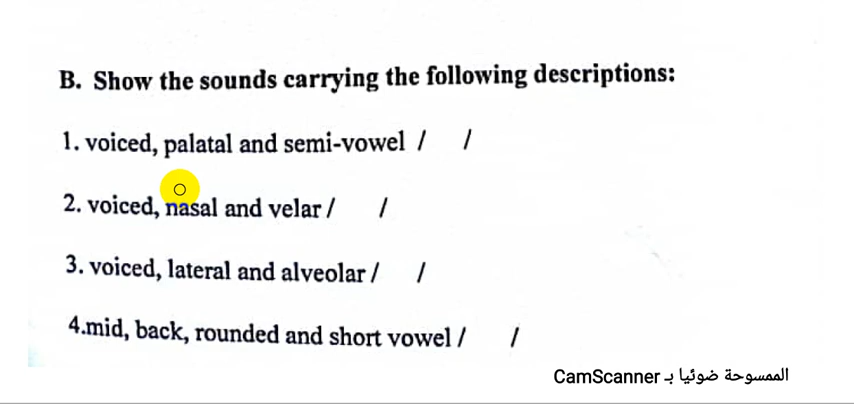 B. Show the sounds carrying the following descriptions:
1. voiced, palatal and semi-vowel / /
2. voiced, nasal and velar / /
3. voiced, lateral and alveolar / /
4.mid, back, rounded and short vowel / /
الممسوحة ضوئيا بـ CamScanner